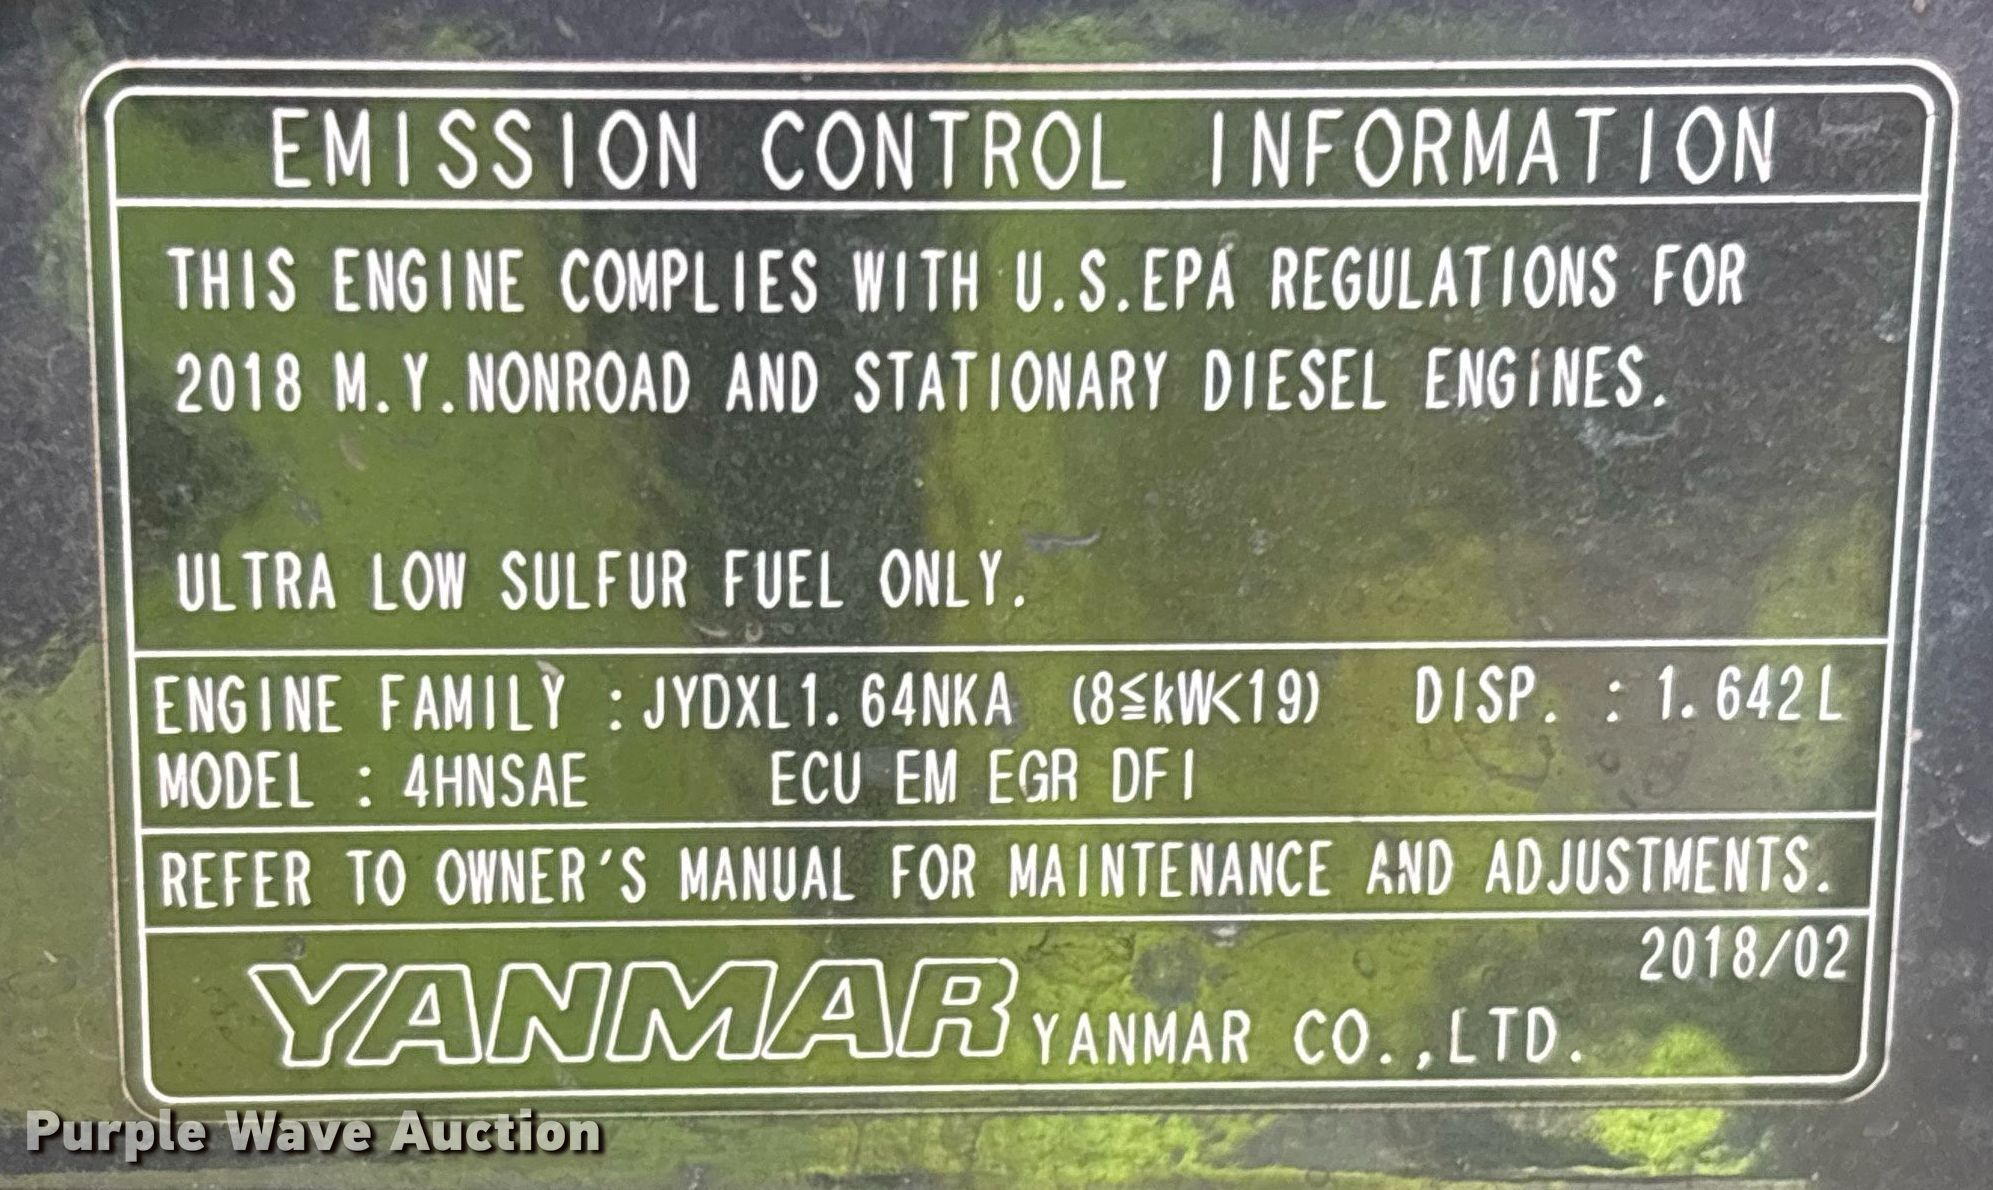 EMISSION CONTROL INFORMATION
THIS ENGINE COMPLIES WITH U.S.EPA REGULATIONS FOR
2018 M.Y.NONROAD AND STATIONARY DIESEL ENGINES.
ULTRA LOW SULFUR FUEL ONLY.
ENGINE FAMILY :JYDXL1.64NKA (8≦kW<19) DISP. : 1.642L
MODEL : 4HNSAE ECU EM EGR DFI
REFER TO OWNER'S MANUAL FOR MAINTENANCE AND ADJUSTMENTS.
2018/02
YANMAR YANMAR CO.,LTD.
Purple Wave Auction